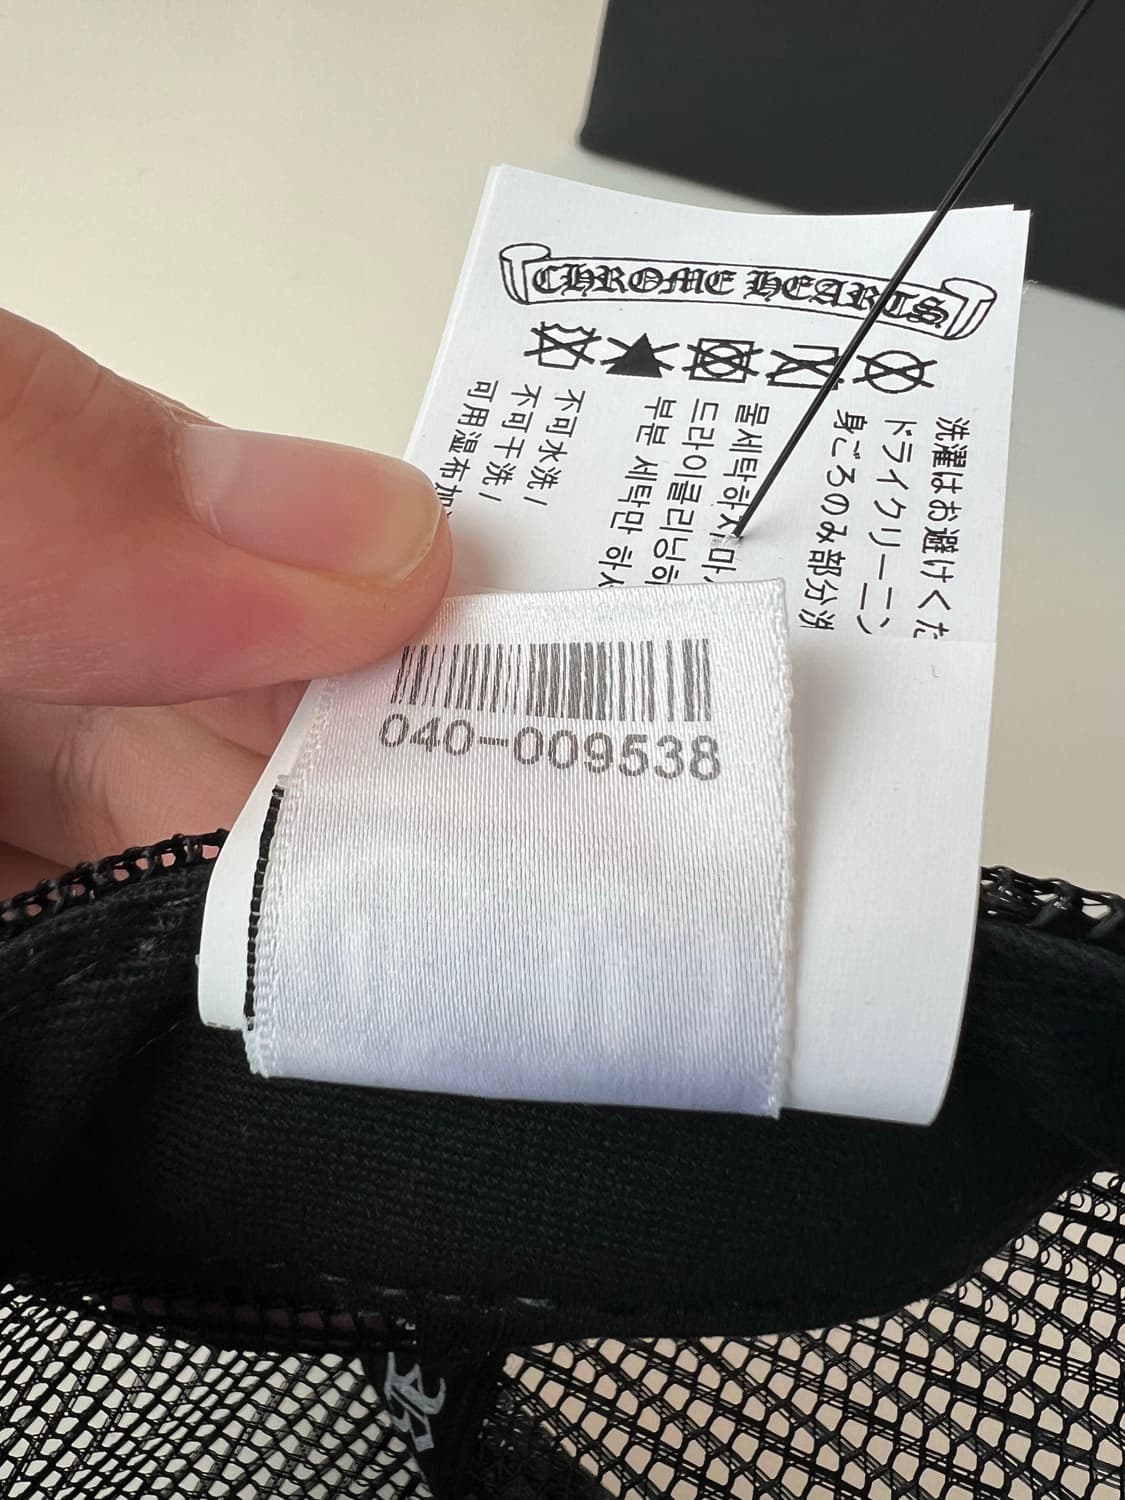 CHROME HEARTS
洗濯はお避けくだ
ドライクリーニン
身ごろのみ部分洗
물세탁하지마
드라이클리닝하
부분 세탁만 하시
不可水洗/
不可干洗/
可用湿布加
040-009538